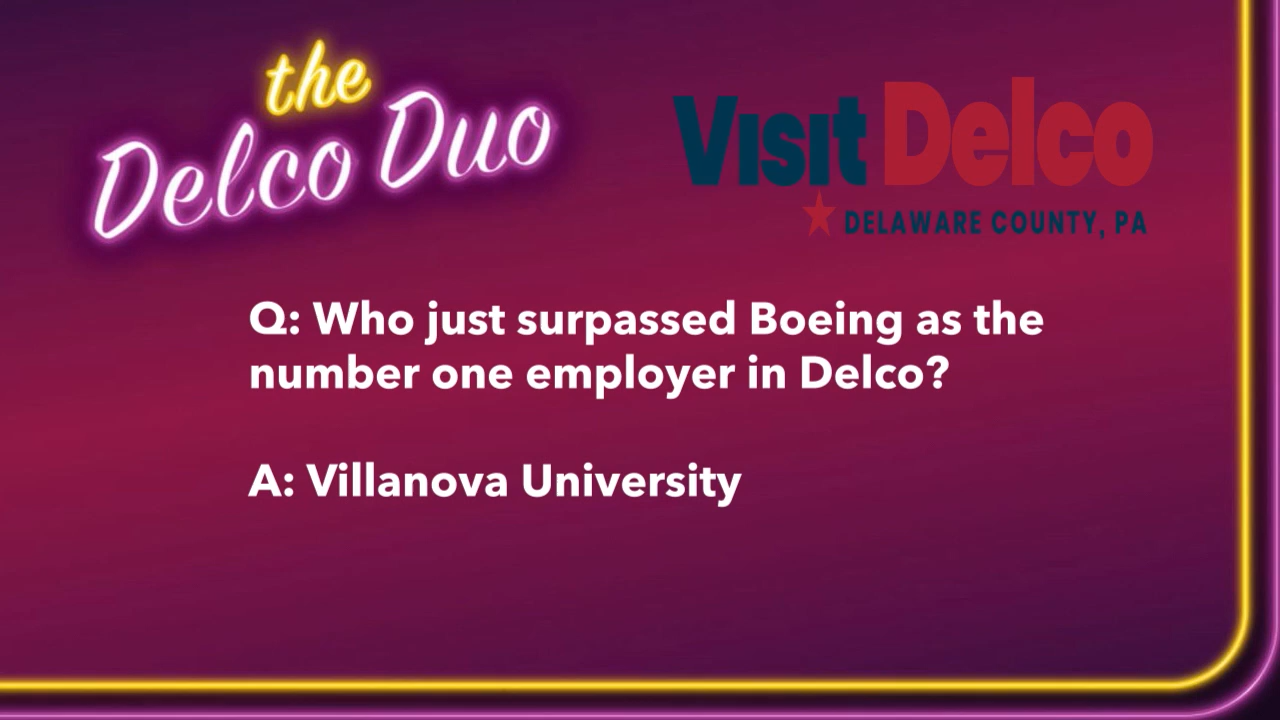 the
Delco Duo
Visit Delco
DELAWARE COUNTY, PA
Q: Who just surpassed Boeing as the
number one employer in Delco?
A: Villanova University